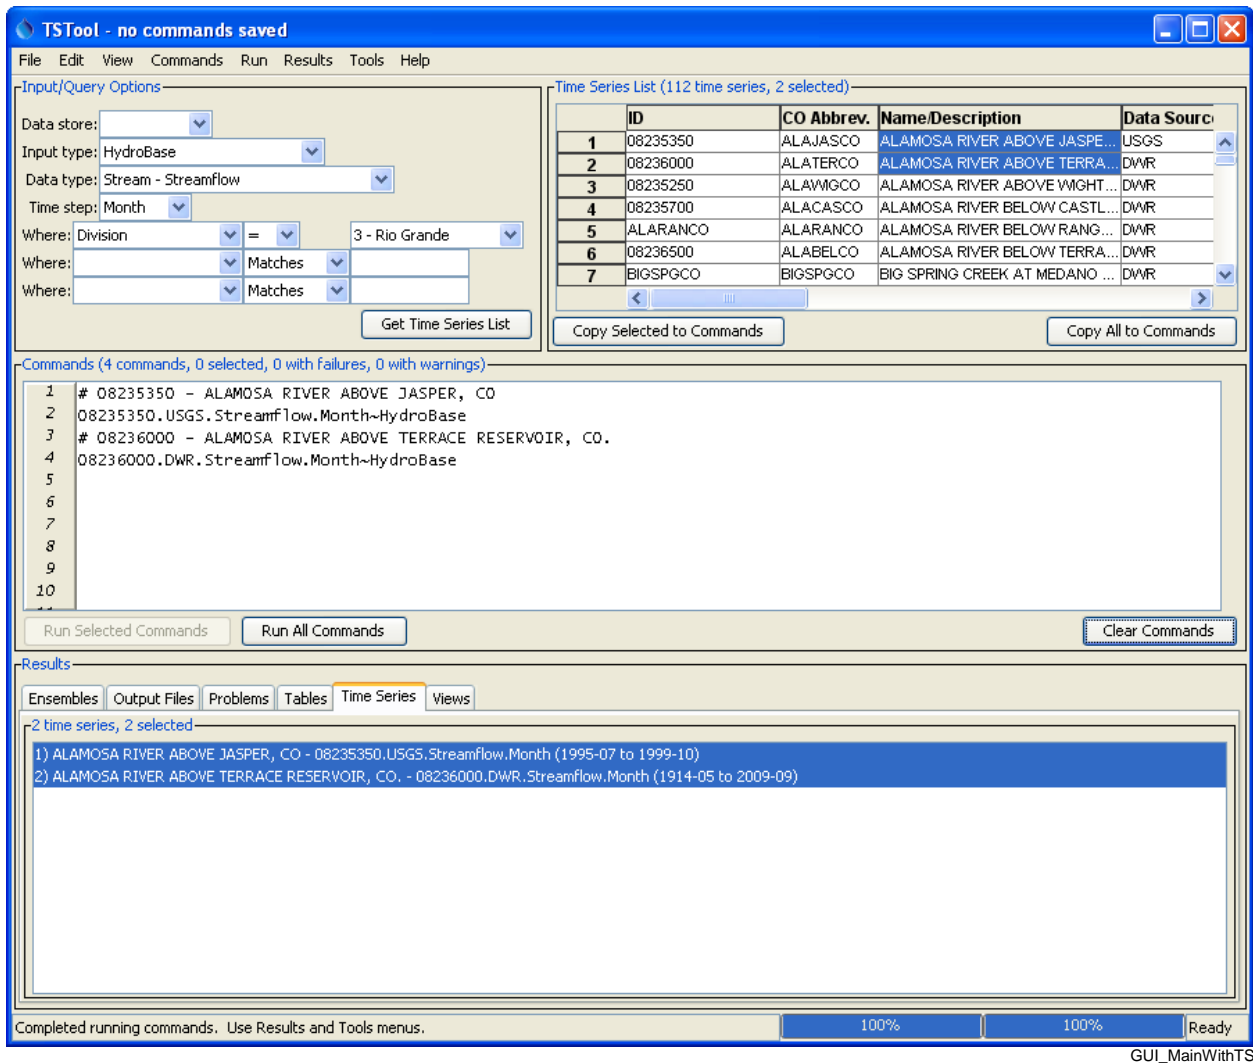 TSTool - no commands saved
File Edit View Commands Run Results Tools Help
Input/Query Options
Data store:
Input type: HydroBase
Data type: Stream - Streamflow
Time step: Month
Where: Division = 3 - Rio Grande
Where: Matches
Where: Matches
Get Time Series List
Time Series List (112 time series, 2 selected)
ID CO Abbrev. Name/Description Data Sourc
1 08235350 ALAJASCO ALAMOSA RIVER ABOVE JASPE... USGS
2 08236000 ALATERCO ALAMOSA RIVER ABOVE TERRA... DWR
3 08235250 ALAWIGCO ALAMOSA RIVER ABOVE WIGHT... DWR
4 08235700 ALACASCO ALAMOSA RIVER BELOW CASTL... DWR
5 ALARANCO ALARANCO ALAMOSA RIVER BELOW RANG... DWR
6 08236500 ALABELCO ALAMOSA RIVER BELOW TERRA... DWR
7 BIGSPGCO BIGSPGCO BIG SPRING CREEK AT MEDANO ... DWR
Copy Selected to Commands Copy All to Commands
Commands (4 commands, 0 selected, 0 with failures, 0 with warnings)
1 # 08235350 - ALAMOSA RIVER ABOVE JASPER, CO
2 08235350.USGS.Streamflow.Month~HydroBase
3 # 08236000 - ALAMOSA RIVER ABOVE TERRACE RESERVOIR, CO.
4 08236000.DWR.Streamflow.Month~HydroBase
5
6
7
8
9
10
Run Selected Commands Run All Commands Clear Commands
Results
Ensembles Output Files Problems Tables Time Series Views
2 time series, 2 selected
1) ALAMOSA RIVER ABOVE JASPER, CO - 08235350.USGS.Streamflow.Month (1995-07 to 1999-10)
2) ALAMOSA RIVER ABOVE TERRACE RESERVOIR, CO. - 08236000.DWR.Streamflow.Month (1914-05 to 2009-09)
Completed running commands. Use Results and Tools menus. 100% 100% Ready
GUI_MainWithTS